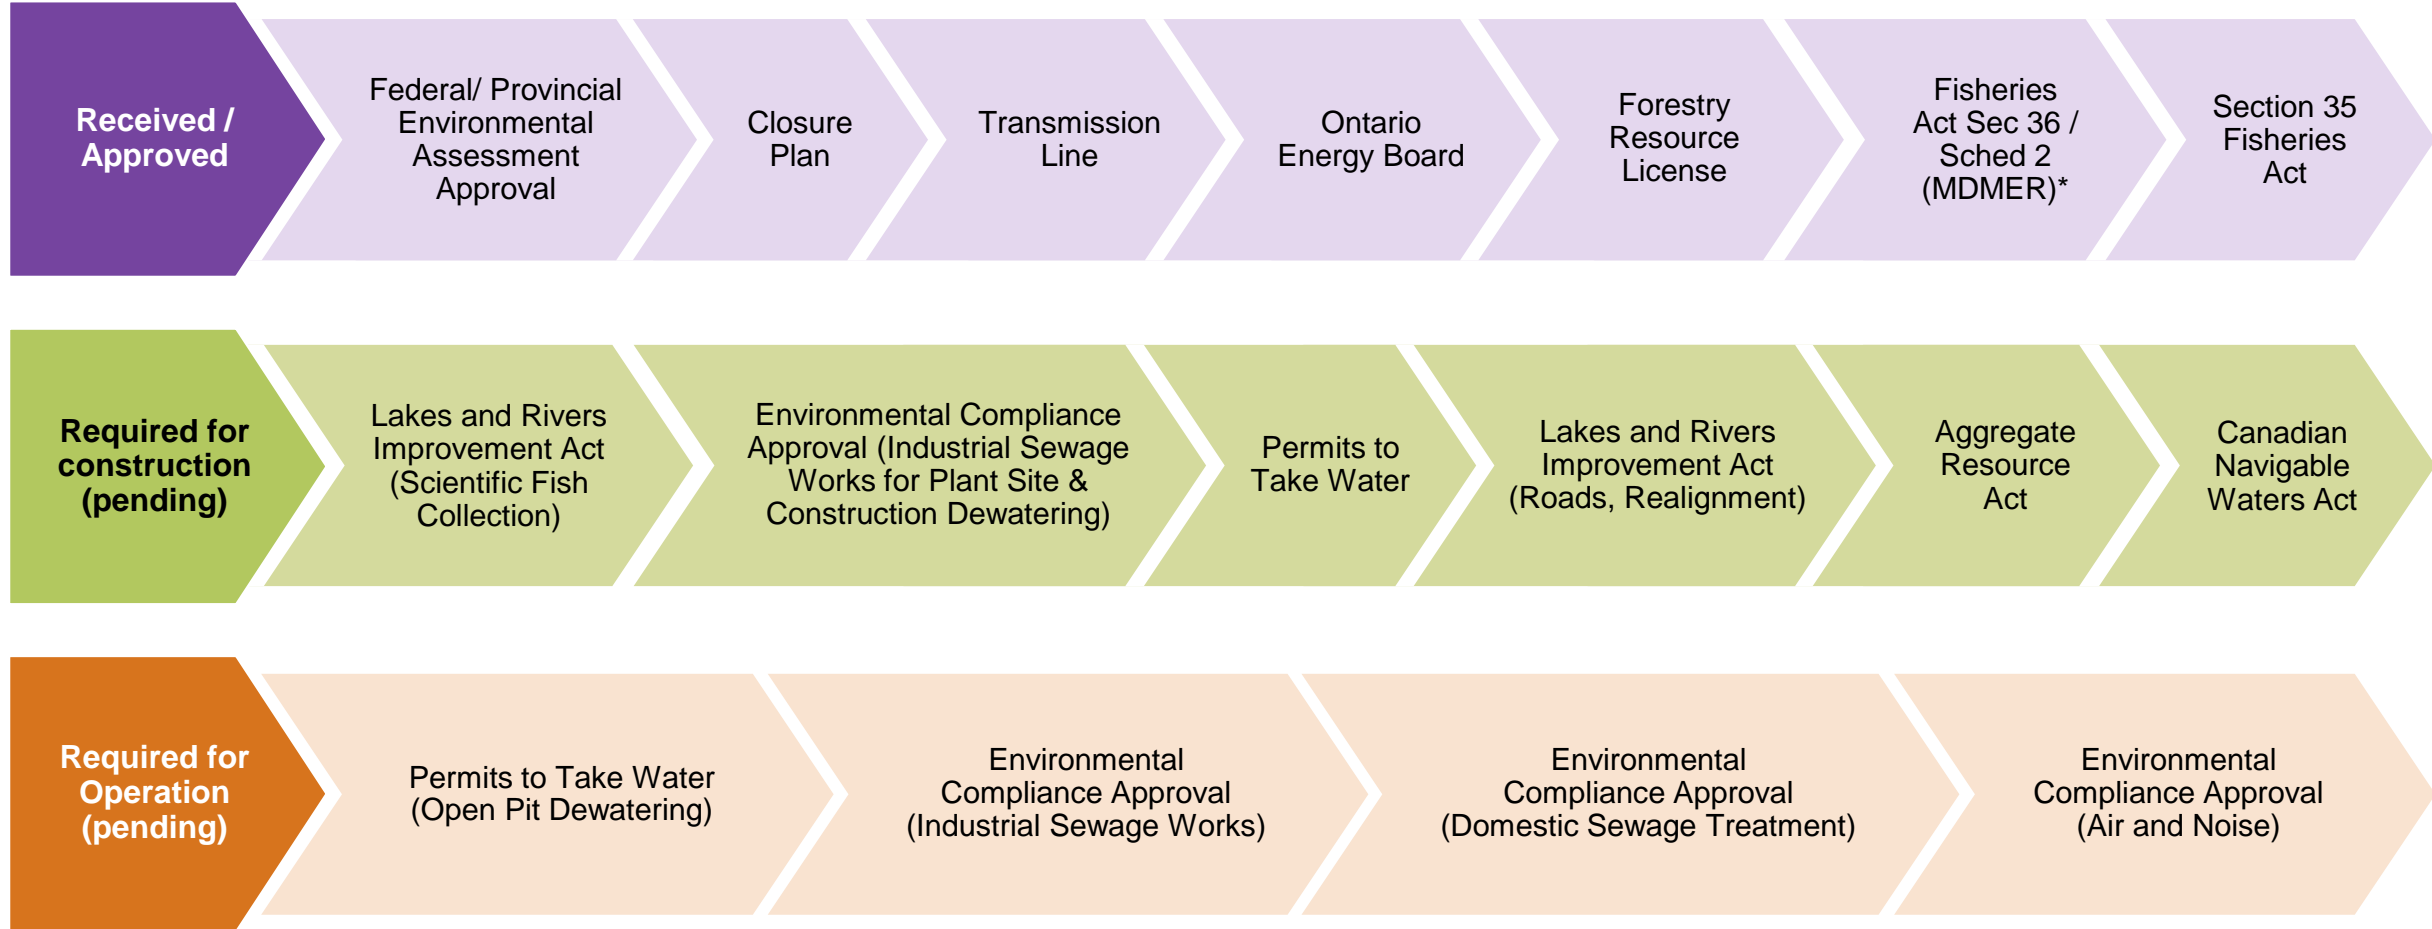 Received /
Approved
Federal/ Provincial
Environmental
Assessment
Approval
Closure
Plan
Transmission
Line
Ontario
Energy Board
Forestry
Resource
License
Fisheries
Act Sec 36 /
Sched 2
(MDMER)*
Section 35
Fisheries
Act
Required for
construction
(pending)
Lakes and Rivers
Improvement Act
(Scientific Fish
Collection)
Environmental Compliance
Approval (Industrial Sewage
Works for Plant Site &
Construction Dewatering)
Permits to
Take Water
Lakes and Rivers
Improvement Act
(Roads, Realignment)
Aggregate
Resource
Act
Canadian
Navigable
Waters Act
Required for
Operation
(pending)
Permits to Take Water
(Open Pit Dewatering)
Environmental
Compliance Approval
(Industrial Sewage Works)
Environmental
Compliance Approval
(Domestic Sewage Treatment)
Environmental
Compliance Approval
(Air and Noise)